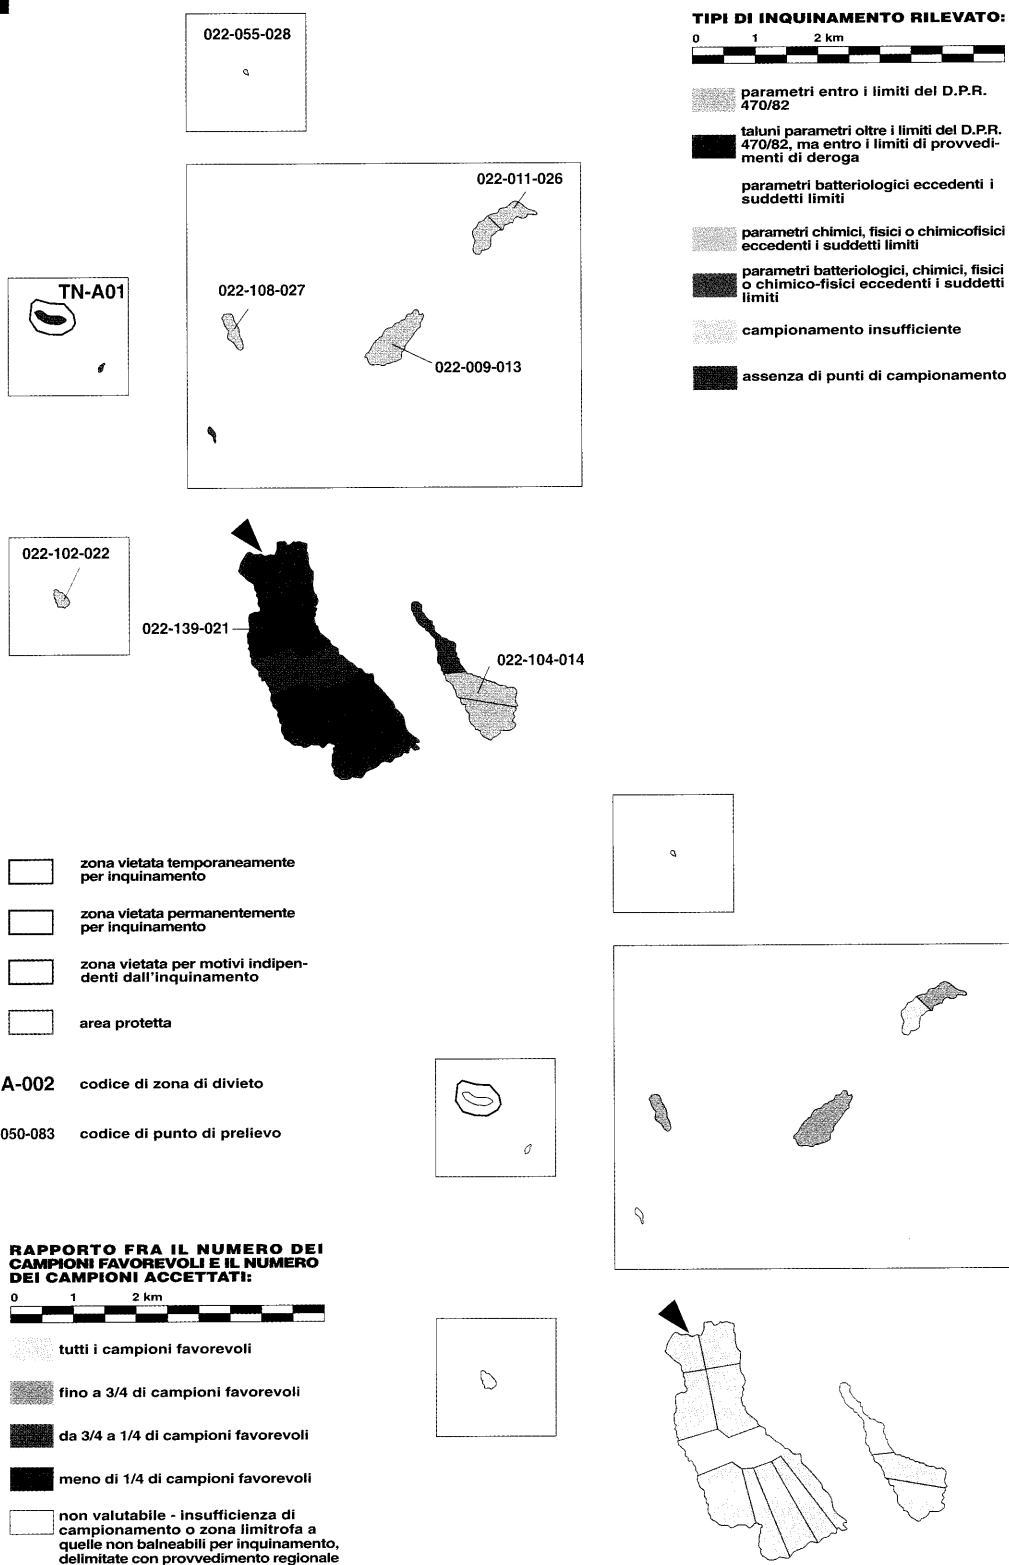 022-055-028
TIPI DI INQUINAMENTO RILEVATO:
0 1 2 km
parametri entro i limiti del D.P.R.
470/82
taluni parametri oltre i limiti del D.P.R.
470/82, ma entro i limiti di provvedi-
menti di deroga
parametri batteriologici eccedenti i
suddetti limiti
parametri chimici, fisici o chimicofisici
eccedenti i suddetti limiti
parametri batteriologici, chimici, fisici
o chimico-fisici eccedenti i suddetti
limiti
campionamento insufficiente
assenza di punti di campionamento
022-011-026
TN-A01
022-108-027
022-009-013
022-102-022
022-139-021
022-104-014
zona vietata temporaneamente
per inquinamento
zona vietata permanentemente
per inquinamento
zona vietata per motivi indipen-
denti dall'inquinamento
area protetta
A-002 codice di zona di divieto
050-083 codice di punto di prelievo
RAPPORTO FRA IL NUMERO DEI
CAMPIONI FAVOREVOLI E IL NUMERO
DEI CAMPIONI ACCETTATI:
0 1 2 km
tutti i campioni favorevoli
fino a 3/4 di campioni favorevoli
da 3/4 a 1/4 di campioni favorevoli
meno di 1/4 di campioni favorevoli
non valutabile - insufficienza di
campionamento o zona limitrofa a
quelle non balneabili per inquinamento,
delimitate con provvedimento regionale